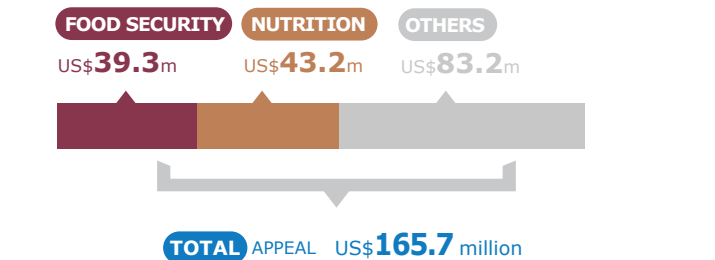 FOOD SECURITY NUTRITION OTHERS
US$39.3m US$43.2m US$83.2m
TOTAL APPEAL US$165.7 million